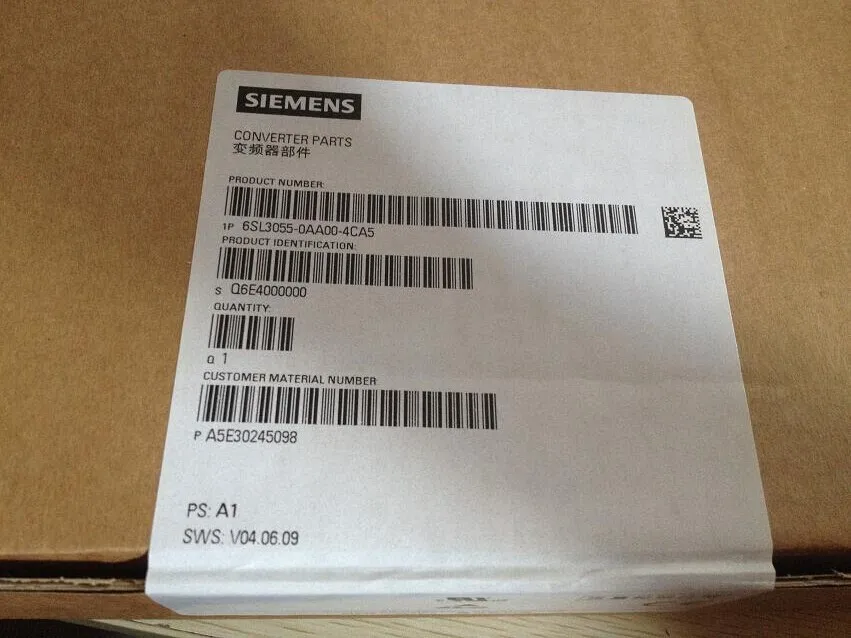 SIEMENS
CONVERTER PARTS
变频器部件
PRODUCT NUMBER:
1P 6SL3055-0AA00-4CA5
PRODUCT IDENTIFICATION:
S Q6E4000000
QUANTITY:
Q 1
CUSTOMER MATERIAL NUMBER
P A5E30245098
PS: A1
SWS: V04.06.09